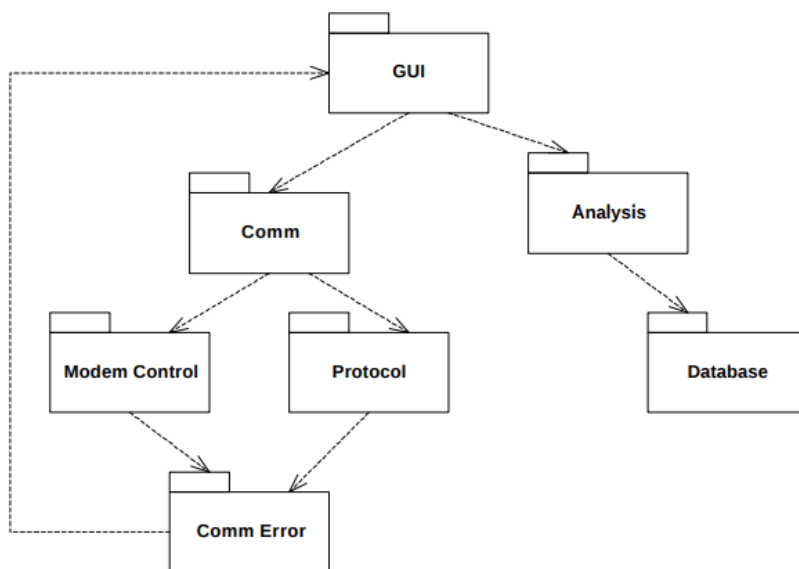 GUI
Comm
Analysis
Modem Control
Protocol
Database
Comm Error